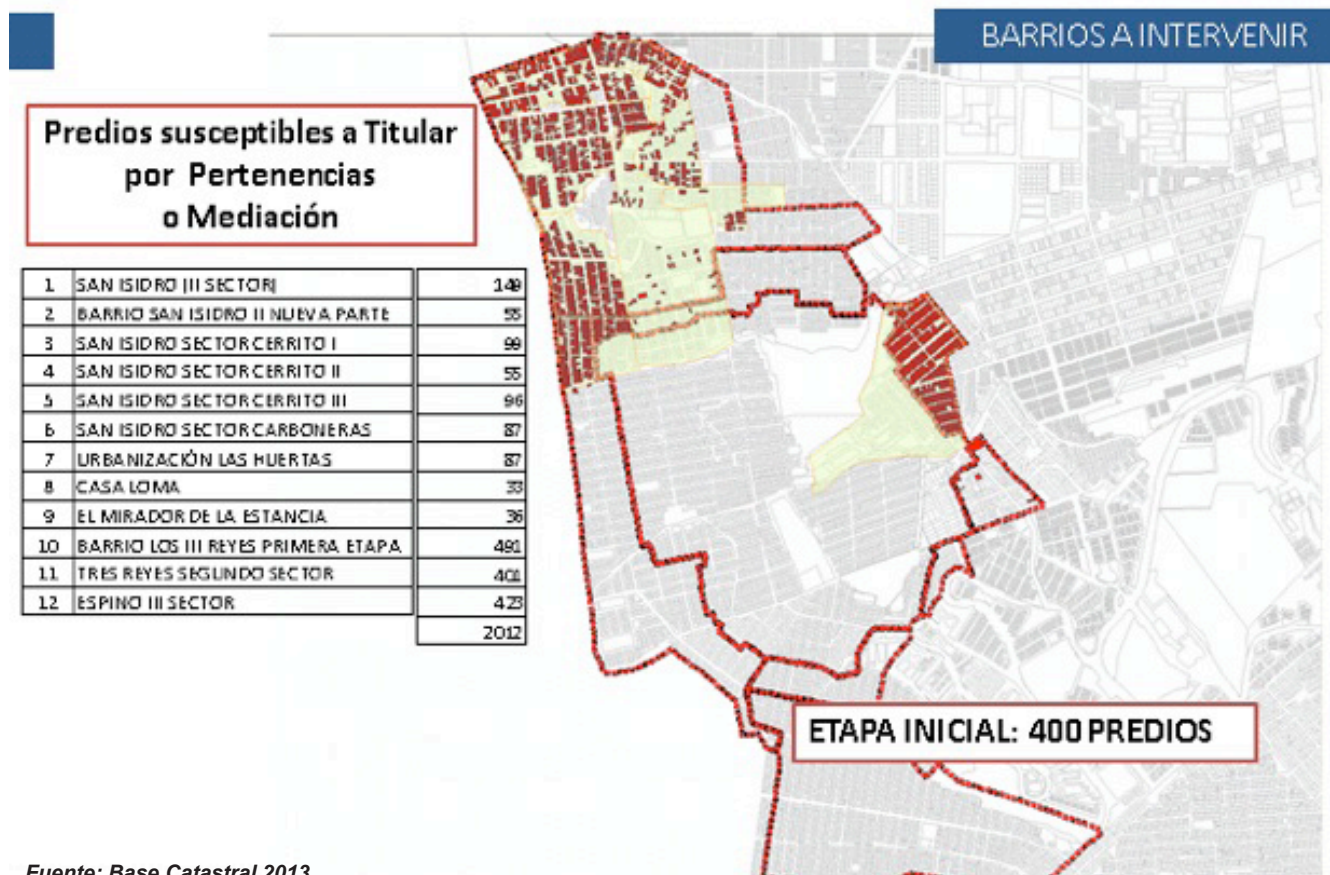 BARRIOS A INTERVENIR
Predios susceptibles a Titular
por Pertenencias
o Mediación
1 SAN ISIDRO (II SECTOR) 149
2 BARRIO SAN ISIDRO II NUEVA PARTE 55
3 SAN ISIDRO SECTOR CERRITO I 99
4 SAN ISIDRO SECTOR CERRITO II 55
5 SAN ISIDRO SECTOR CERRITO III 96
6 SAN ISIDRO SECTOR CARBONERAS 87
7 URBANIZACIÓN LAS HUERTAS 87
8 CASA LOMA 33
9 EL MIRADOR DE LA ESTANCIA 36
10 BARRIO LOS III REYES PRIMERA ETAPA 491
11 TRES REYES SEGUNDO SECTOR 401
12 ESPINO III SECTOR 423
2012
ETAPA INICIAL: 400 PREDIOS
Fuente: Base Catastral 2013